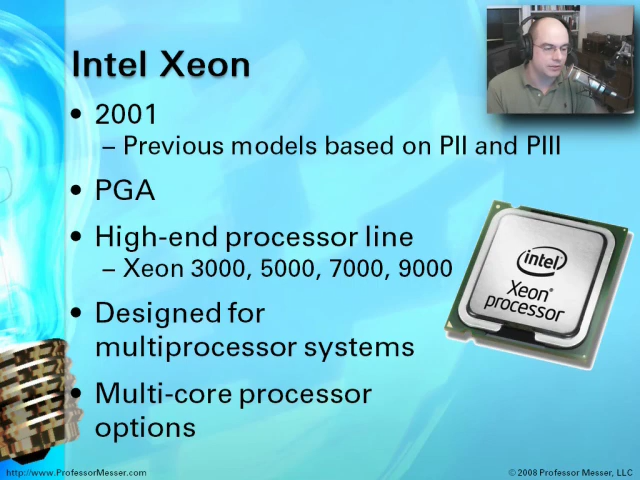 Intel Xeon
• 2001
– Previous models based on PII and PIII
• PGA
• High-end processor line
– Xeon 3000, 5000, 7000, 9000
intel
Xeon®
processor
• Designed for
multiprocessor systems
• Multi-core processor
options
http://www.ProfessorMesser.com
© 2008 Professor Messer, LLC